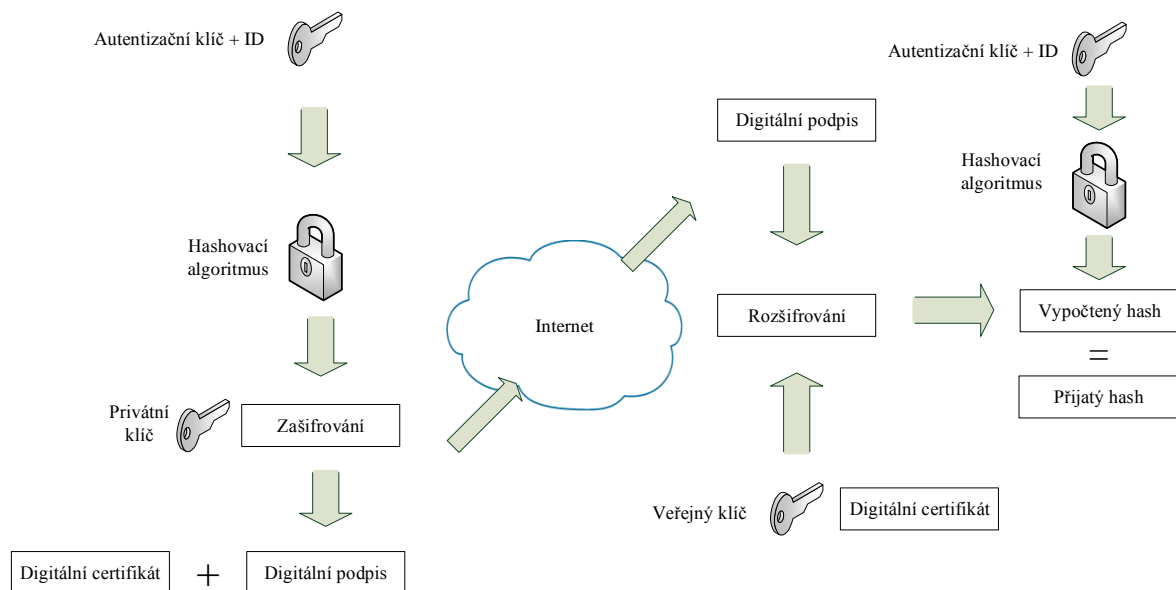 Autentizační klíč + ID
Hashovací
algoritmus
Privátní
klíč
Zašifrování
Digitální certifikát
+
Digitální podpis
Internet
Digitální podpis
Rozšifrování
Veřejný klíč
Digitální certifikát
Autentizační klíč + ID
Hashovací
algoritmus
Vypočtený hash
=
Přijatý hash